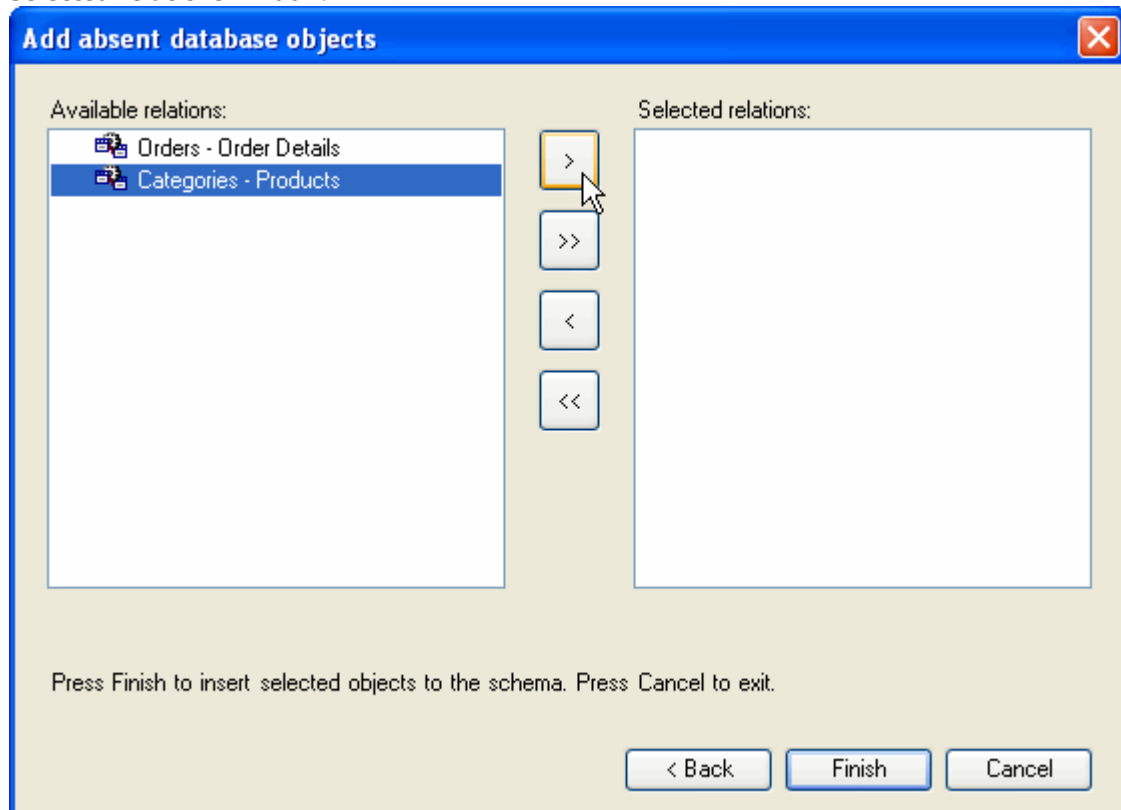 Add absent database objects
Available relations:
Selected relations:
Orders - Order Details
Categories - Products
>
>>
<
<<
Press Finish to insert selected objects to the schema. Press Cancel to exit.
< Back
Finish
Cancel